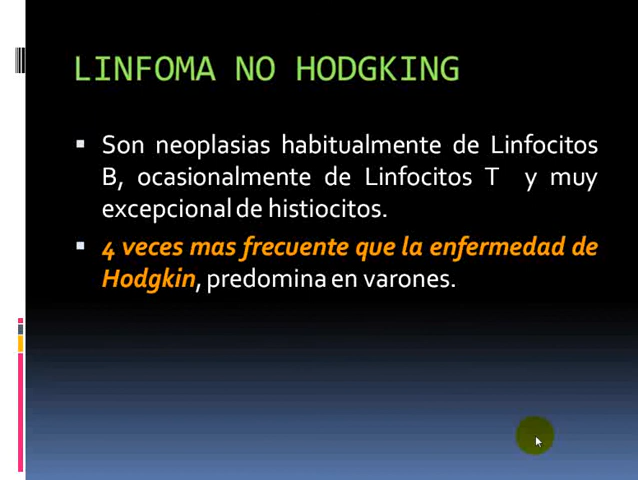 LINFOMA NO HODGKING
Son neoplasias habitualmente de Linfocitos
B, ocasionalmente de Linfocitos T y muy
excepcional de histiocitos.
4 veces mas frecuente que la enfermedad de
Hodgkin, predomina en varones.